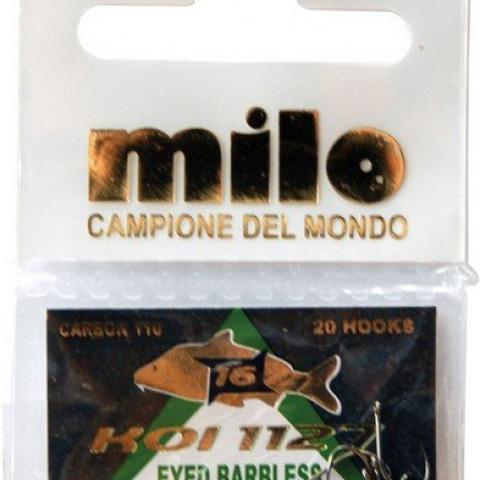 milo
CAMPIONE DEL MONDO
CARBON 110
20 HOOKS
16
KOI 1127
EYED BARBLESS